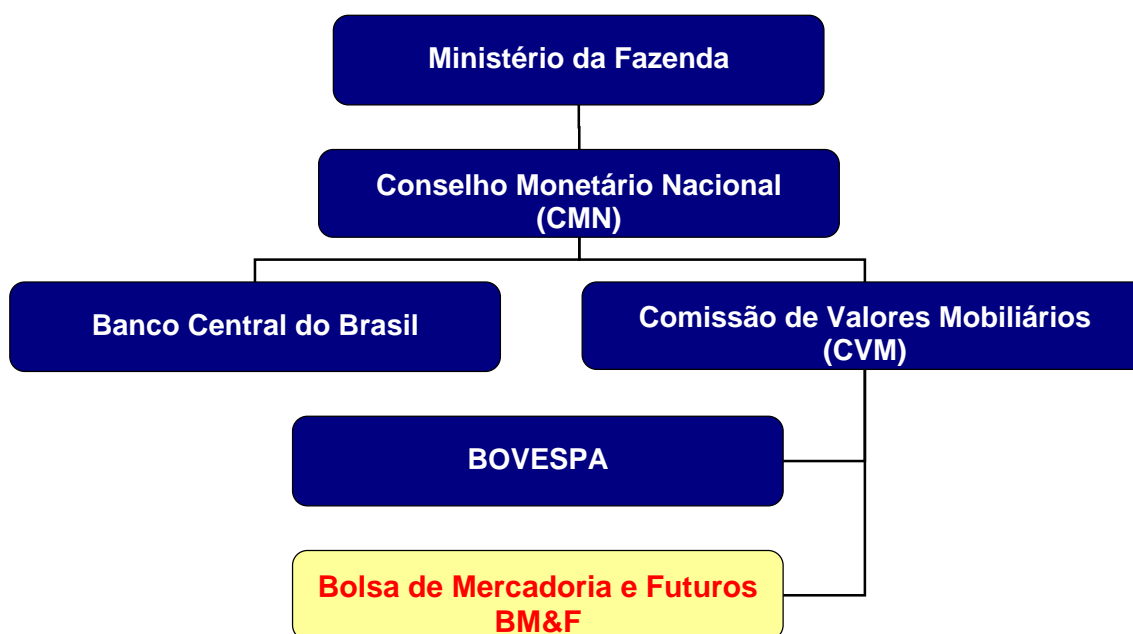 Ministério da Fazenda
Conselho Monetário Nacional
(CMN)
Banco Central do Brasil
Comissão de Valores Mobiliários
(CVM)
BOVESPA
Bolsa de Mercadoria e Futuros
BM&F